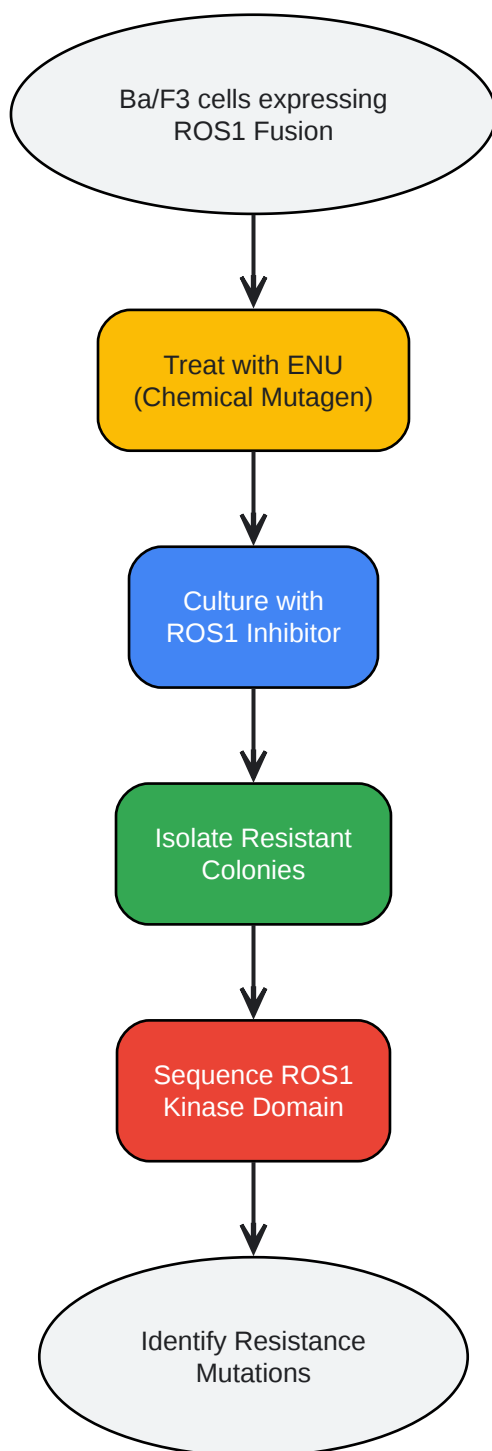 Ba/F3 cells expressing
ROS1 Fusion
Treat with ENU
(Chemical Mutagen)
Culture with
ROS1 Inhibitor
Isolate Resistant
Colonies
Sequence ROS1
Kinase Domain
Identify Resistance
Mutations